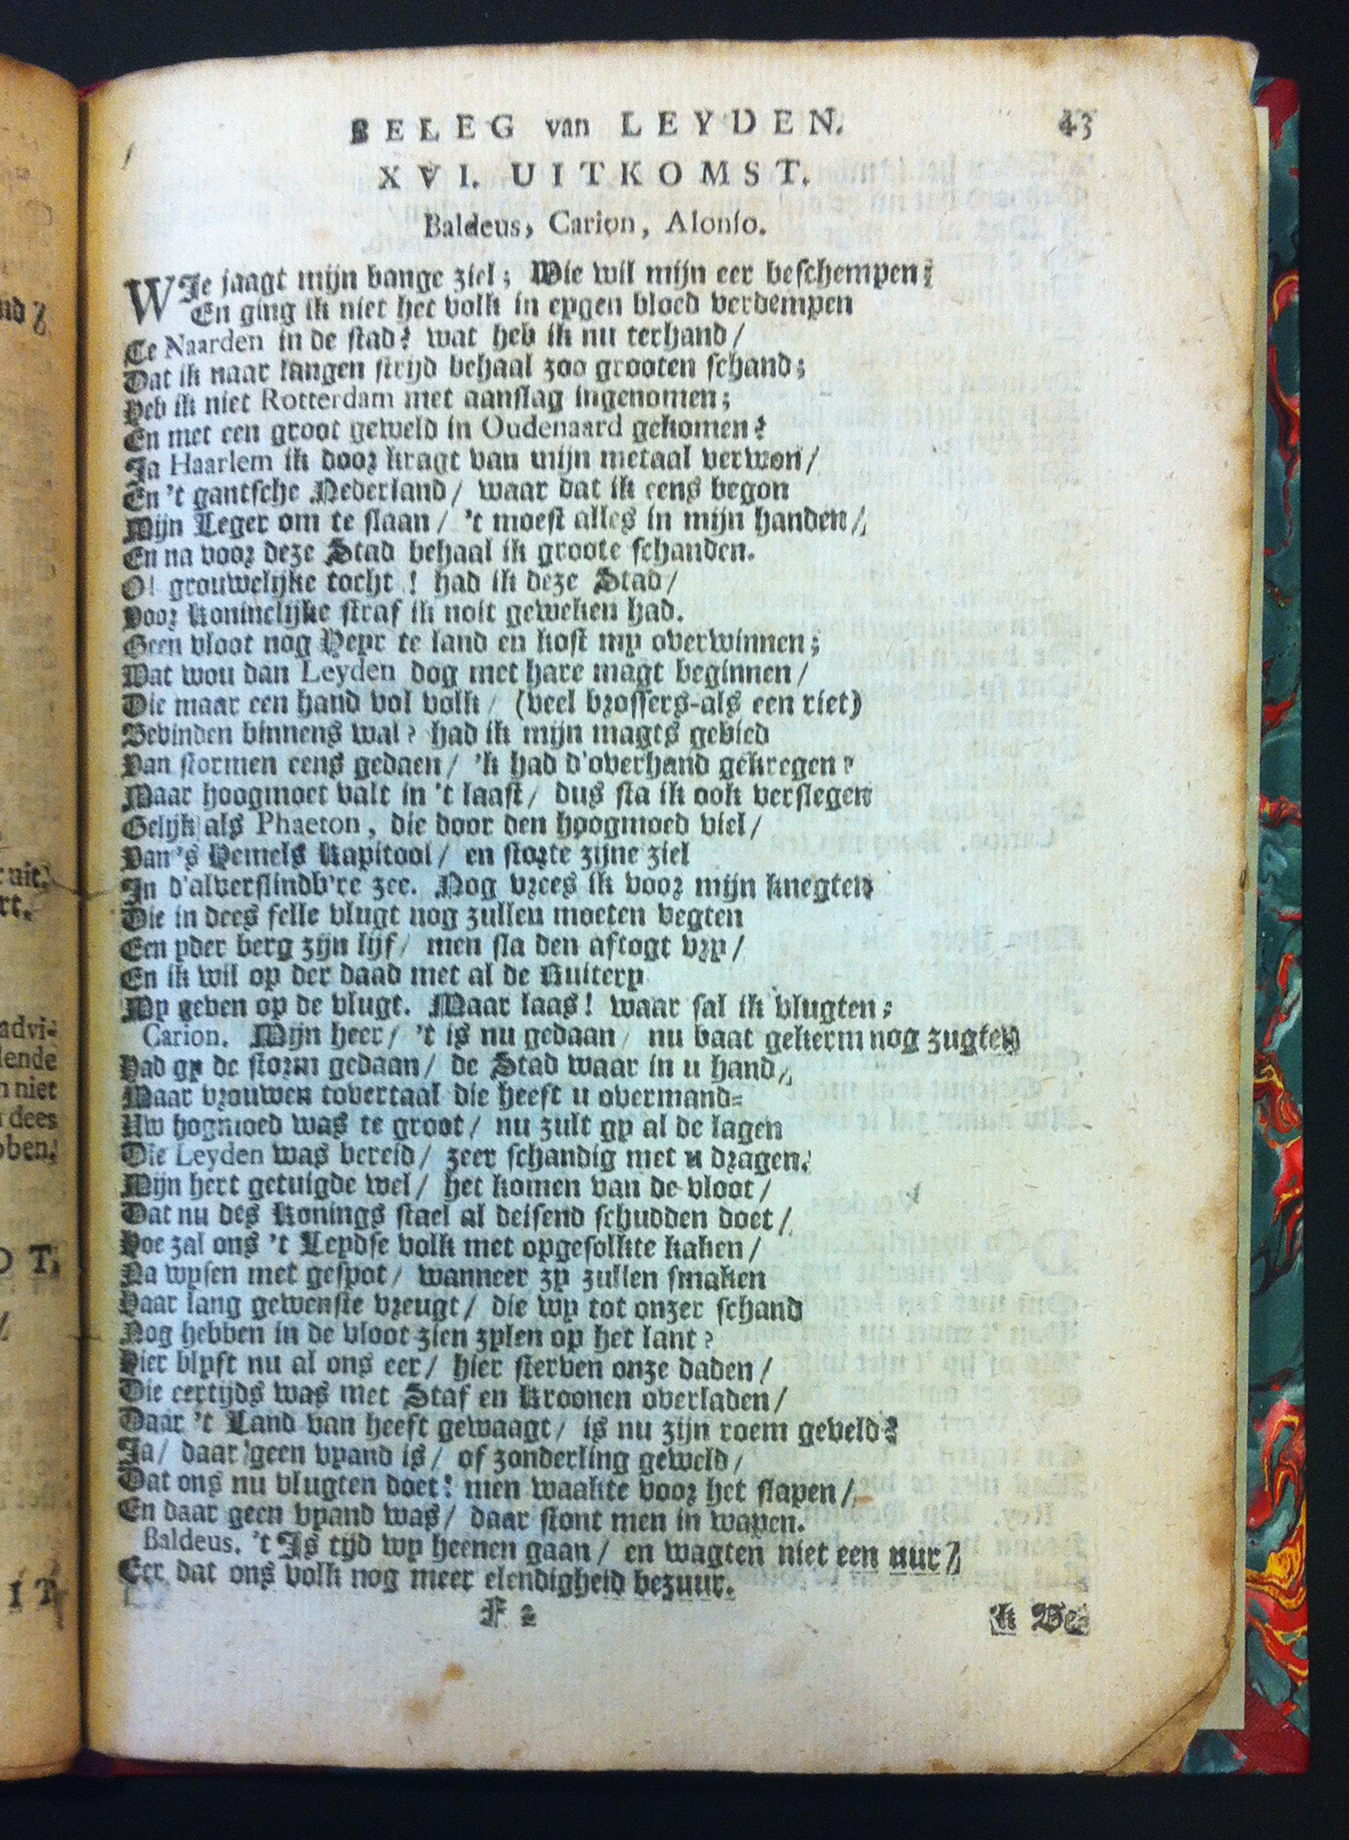 BELEG van LEYDEN. 43
XVI. UITKOMST.
Baldeus, Carion, Alonso.
WIe jaagt mijn bange ziel; Wie wil mijn eer beschempen?
En ging ik niet het volk in eygen bloed verdempen
Te Naarden in de stad? wat heb ik nu terhand/
Dat ik naar langen strijd behaal zoo grooten schand;
Heb ik niet Rotterdam met aanslag ingenomen;
En met een groot geweld in Oudenaard gekomen?
Ja Haarlem ik door kragt van mijn metaal verwon/
En 't gantsche Nederland/ waar dat ik eens begon
Mijn Leger om te slaan/ 't moest alles in mijn handen/
En na voor deze Stad behaal ik groote schanden.
O! grouwelijke tocht! had ik deze Stad/
Voor koninclijke straf ik noit geweken had.
Geen vloot nog Heyr te land en kost my overwinnen;
Wat wou dan Leyden dog met hare magt beginnen/
Die maar een hand vol volk/ (veel brossers-als een riet)
Bevinden binnens wal? had ik mijn magts gebied
Van stormen eens gedaen/ 'k had d'overhand gekregen?
Maar hoogmoet valt in 't laast/ dus sta ik ook verslegen
Gelijk als Phaeton, die door den hoogmoed viel/
Van 's Hemels Kapitool/ en storte zijne ziel
In d'alverslindb're zee. Nog vrees ik voor mijn knegten
Die in dees felle vlugt nog zullen moeten vegten
Een yder berg zijn lijf/ men sla den aftogt vry/
En ik wil op der daad met al de Ruitery
My geven op de vlugt. Maar laas! waar sal ik vlugten;
Carion. Mijn heer/ 't is nu gedaan/ nu baat gekerm nog zugten
Had gy de storm gedaan/ de Stad waar in u hand/
Maar vrouwen tovertaal die heeft u overmand=
Uw hogmoed was te groot/ nu zult gy al de lagen
Die Leyden was bereid/ zeer schandig met u dragen.
Mijn hert getuigde wel/ het komen van de vloot/
Dat nu des Konings stael al deisend schudden doet/
Hoe zal ons 't Leydse volk met opgesolkte kaken/
Na wysen met gespot/ wanneer zy zullen smaken
Haar lang gewenste vreugt/ die wy tot onzer schand
Nog hebben in de vloot zien zylen op het lant?
Hier blyft nu al ons eer/ hier sterven onze daden/
Die eertijds was met Staf en Kroonen overladen/
Daar 't Land van heeft gewaagt/ is nu zijn roem geveld?
Ja/ daar geen vyand is/ of zonderling geweld/
Dat ons nu vlugten doet! men waakte voor het slapen/
En daar geen vyand was/ daar stont men in wapen.
Baldeus. 't Is tyd wy heenen gaan/ en wagten niet een uur/
Eer dat ons volk nog meer elendigheid bezuur.
F 2 k Be-